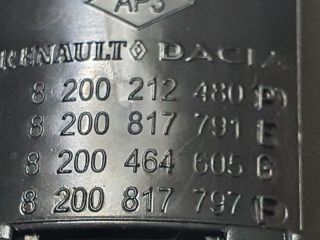 AP3
RENAULT DACIA
8 200 212 480 (P)
8 200 817 791 E
8 200 464 605 G
8 200 817 797 (F)